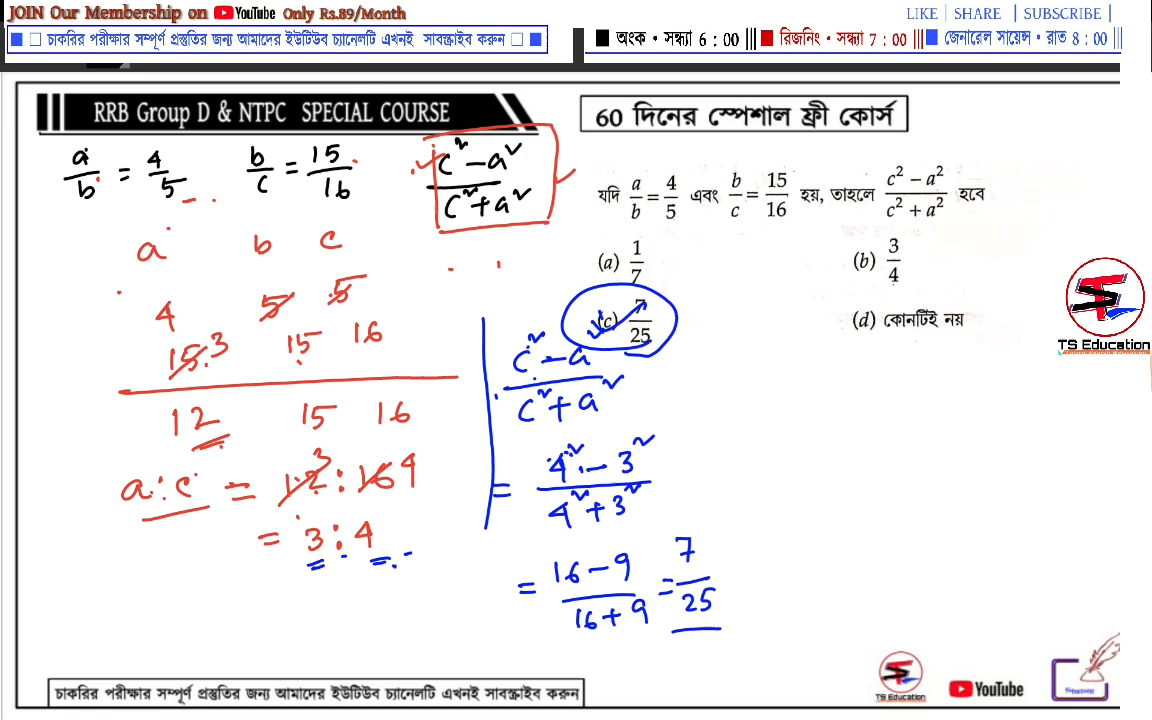 JOIN Our Membership on YouTube Only Rs.89/Month
LIKE | SHARE | SUBSCRIBE |
■ □ চাকরির পরীক্ষার সম্পূর্ণ প্রস্তুতির জন্য আমাদের ইউটিউব চ্যানেলটি এখনই সাবস্ক্রাইব করুন □ ■
■ অংক • সন্ধ্যা 6 : 00 ||| ■ রিজনিং • সন্ধ্যা 7 : 00 ||| ■ জেনারেল সায়েন্স • রাত 8 : 00 |||
RRB Group D & NTPC SPECIAL COURSE
60 দিনের স্পেশাল ফ্রী কোর্স
a/b = 4/5 b/c = 15/16 (c² - a²)/(c² + a²)
a b c
4 5 5
15.3 15 16
12 15 16
a : c = 12 3 : 16 4
= 3 : 4
যদি a/b = 4/5 এবং b/c = 15/16 হয়, তাহলে (c² - a²)/(c² + a²) হবে
(a) 1/7 (b) 3/4
(c) 7/25 (d) কোনটিই নয়
(c² - a²)/(c² + a²)
= (4² - 3²)/(4² + 3²)
= (16 - 9)/(16 + 9) = 7/25
TS Education
চাকরির পরীক্ষার সম্পূর্ণ প্রস্তুতির জন্য আমাদের ইউটিউব চ্যানেলটি এখনই সাবস্ক্রাইব করুন
TS Education
YouTube